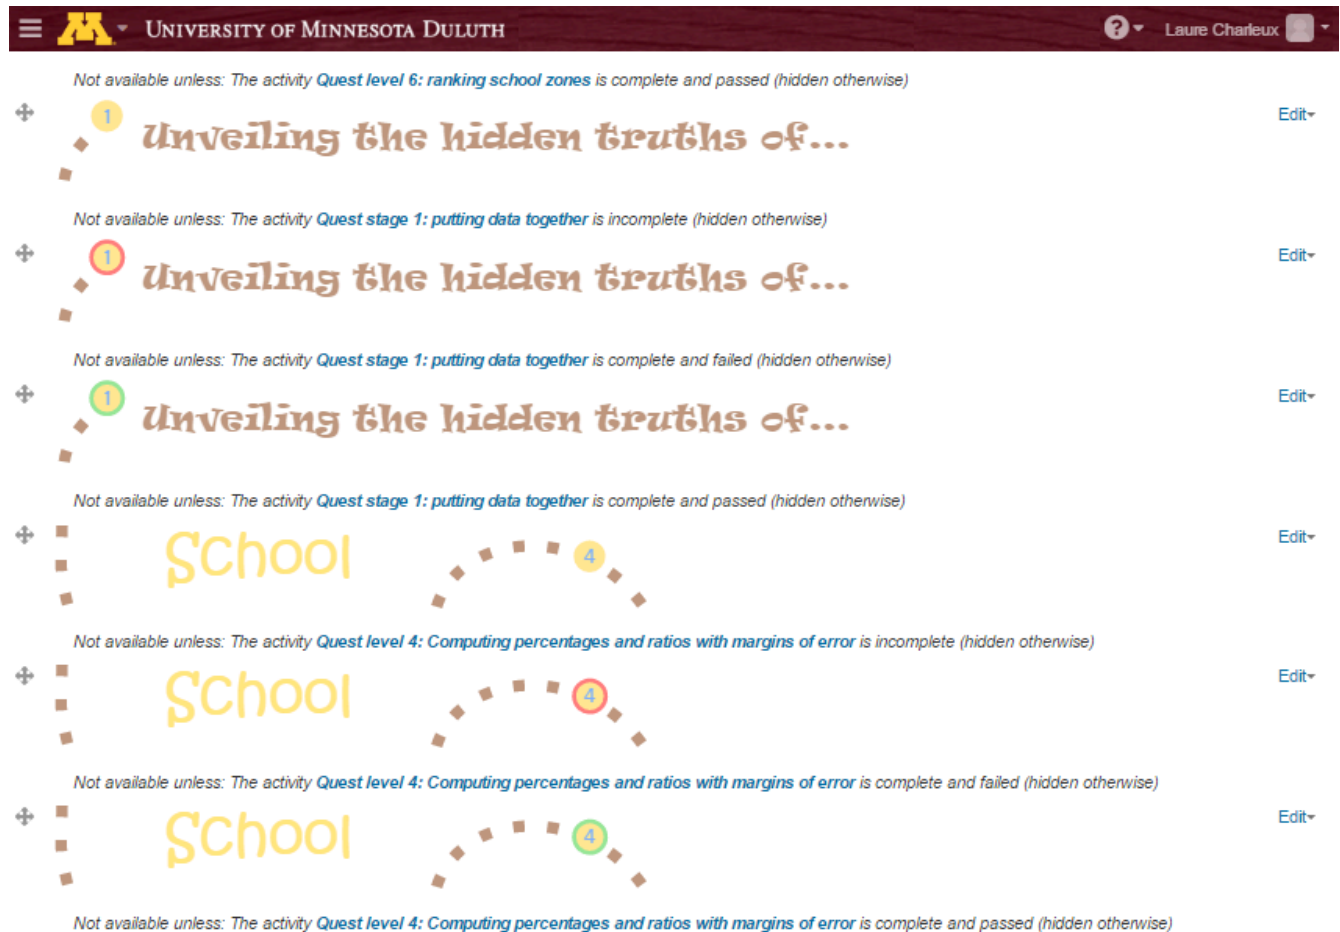 M UNIVERSITY OF MINNESOTA DULUTH ? Laure Charleux
Not available unless: The activity Quest level 6: ranking school zones is complete and passed (hidden otherwise)
1 Unveiling the hidden truths of... Edit
Not available unless: The activity Quest stage 1: putting data together is incomplete (hidden otherwise)
1 Unveiling the hidden truths of... Edit
Not available unless: The activity Quest stage 1: putting data together is complete and failed (hidden otherwise)
1 Unveiling the hidden truths of... Edit
Not available unless: The activity Quest stage 1: putting data together is complete and passed (hidden otherwise)
School 4 Edit
Not available unless: The activity Quest level 4: Computing percentages and ratios with margins of error is incomplete (hidden otherwise)
School 4 Edit
Not available unless: The activity Quest level 4: Computing percentages and ratios with margins of error is complete and failed (hidden otherwise)
School 4 Edit
Not available unless: The activity Quest level 4: Computing percentages and ratios with margins of error is complete and passed (hidden otherwise)